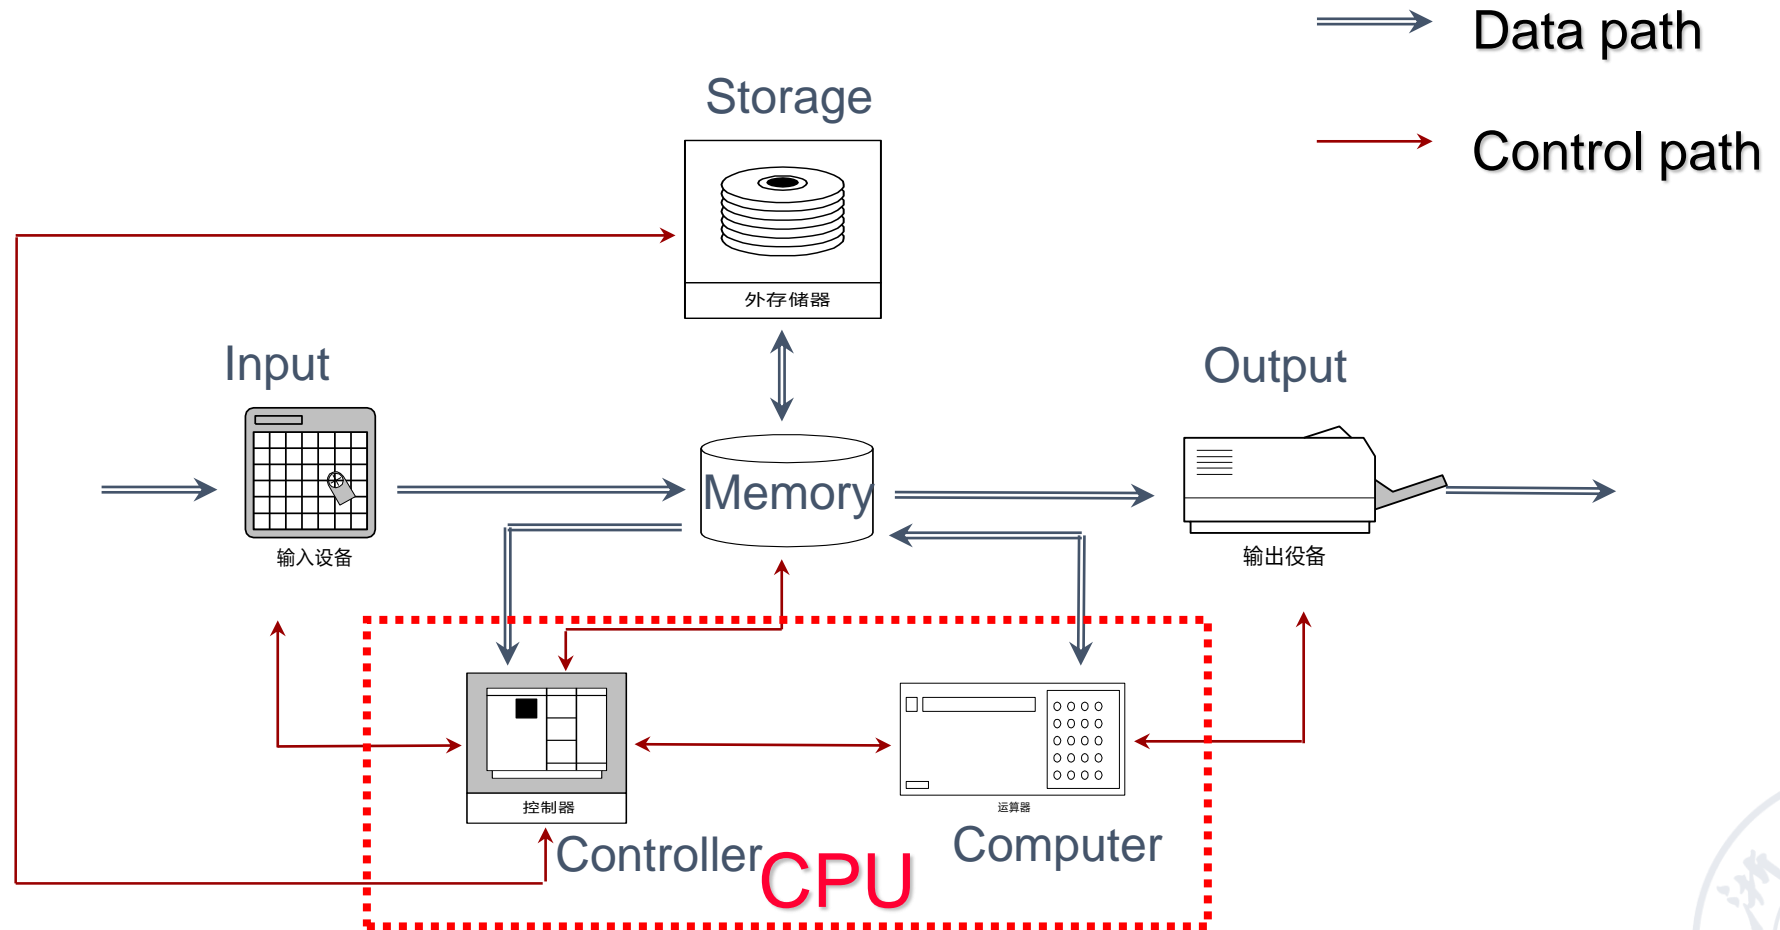 Data path
Storage
Control path
外存储器
Input
Output
Memory
输入设备
输出役备
控制器
运算器
Controller
Computer
CPU